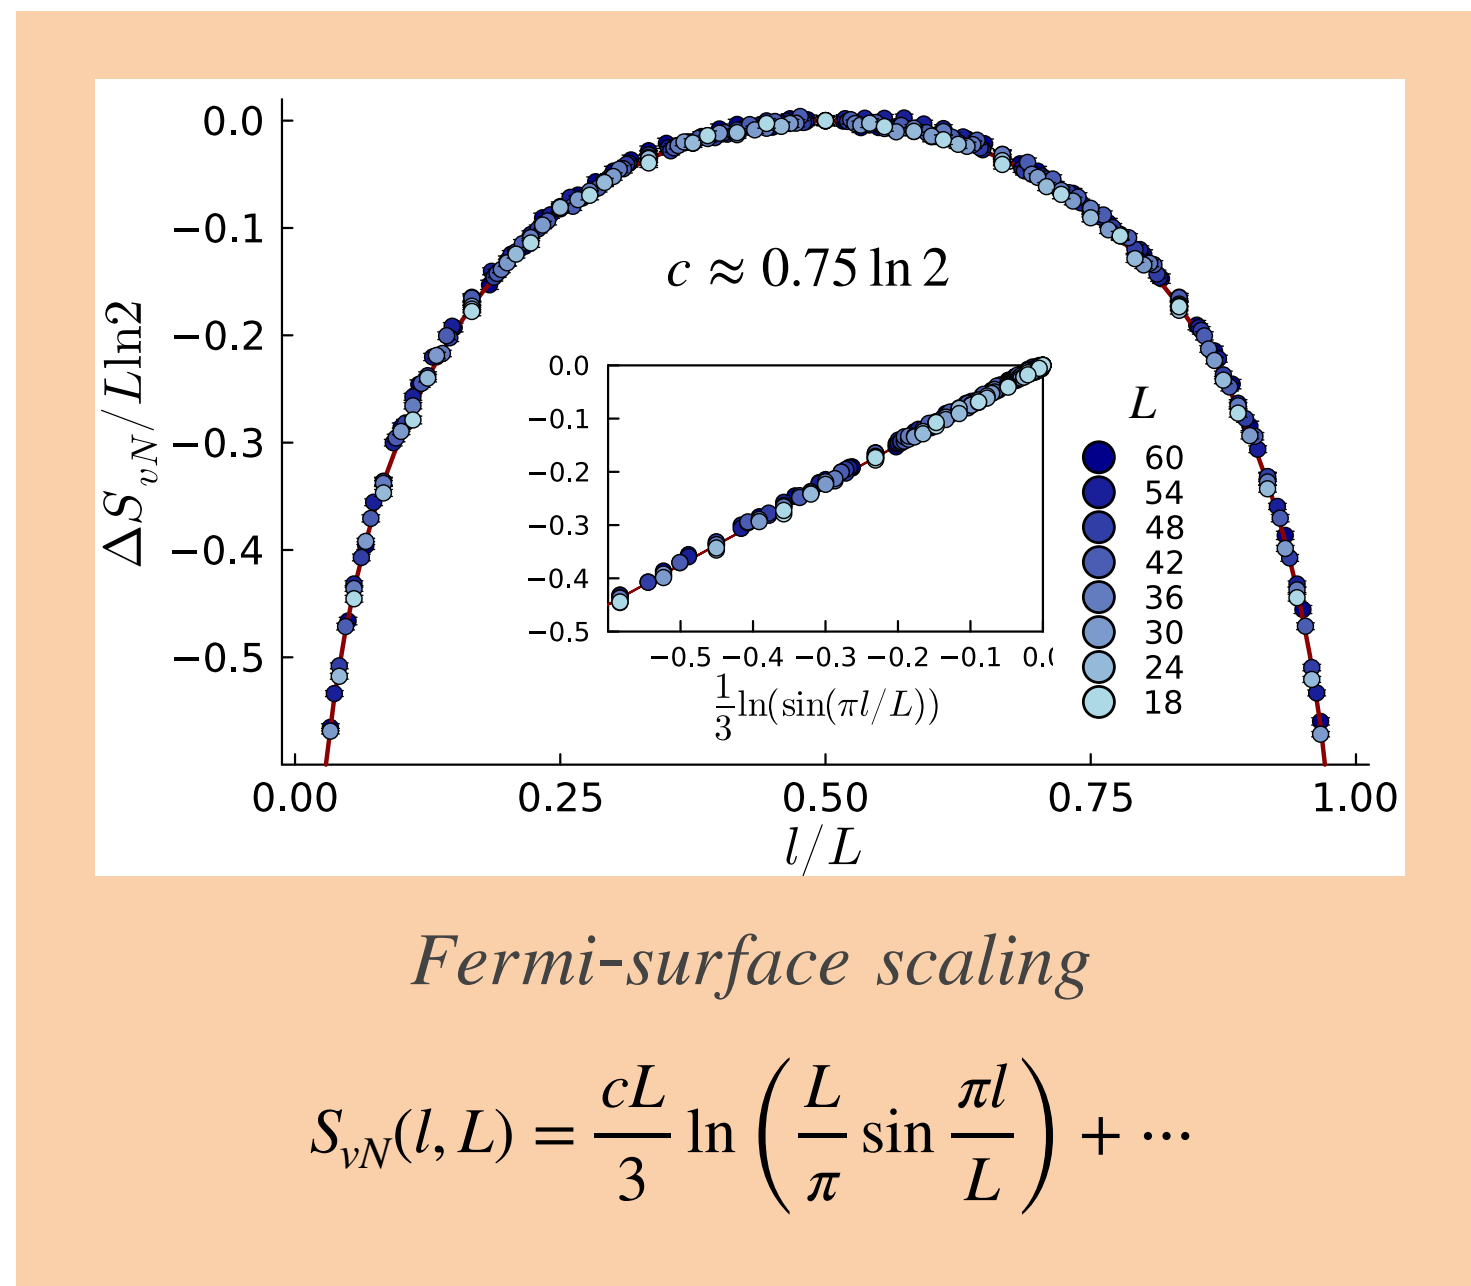 0.0
−0.1
−0.2
−0.3
−0.4
−0.5
ΔS_{vN}/Lln2
c ≈ 0.75 ln 2
0.0
−0.1
−0.2
−0.3
−0.4
−0.5
−0.5 −0.4 −0.3 −0.2 −0.1 0.0
1/3 ln(sin(πl/L))
L
60
54
48
42
36
30
24
18
0.00 0.25 0.50 0.75 1.00
l/L
Fermi-surface scaling
S_{vN}(l, L) = cL/3 ln (L/π sin πl/L) + ⋯